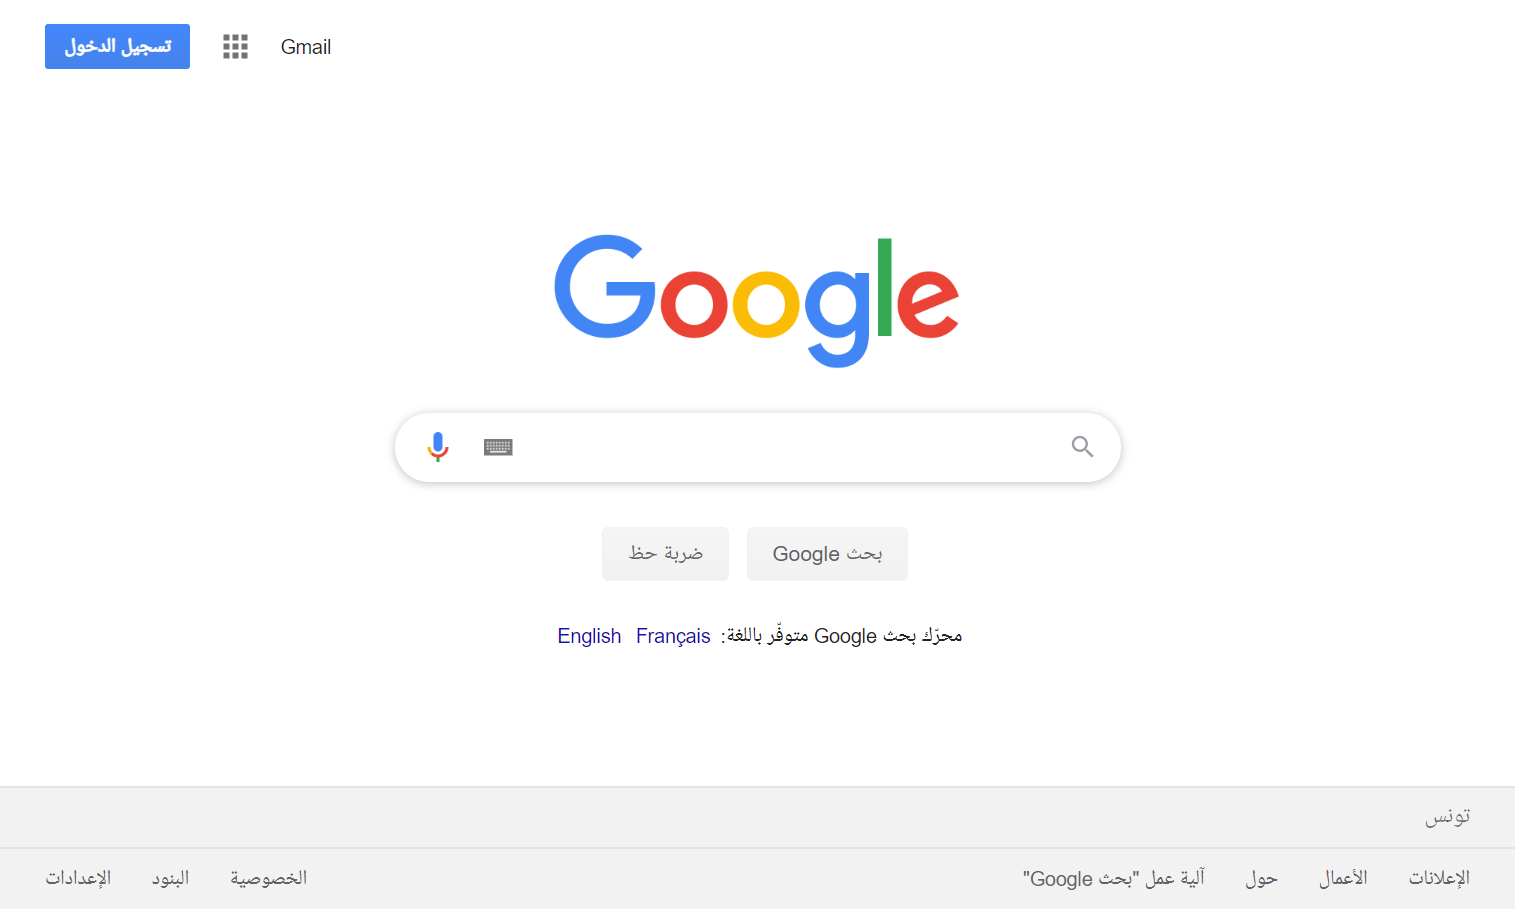 Gmail
تسجيل الدخول
Google
بحث Google
ضربة حظ
محرّك بحث Google متوفّر باللغة: Français English
تونس
الإعلانات الأعمال حول آلية عمل "بحث Google" الخصوصية البنود الإعدادات